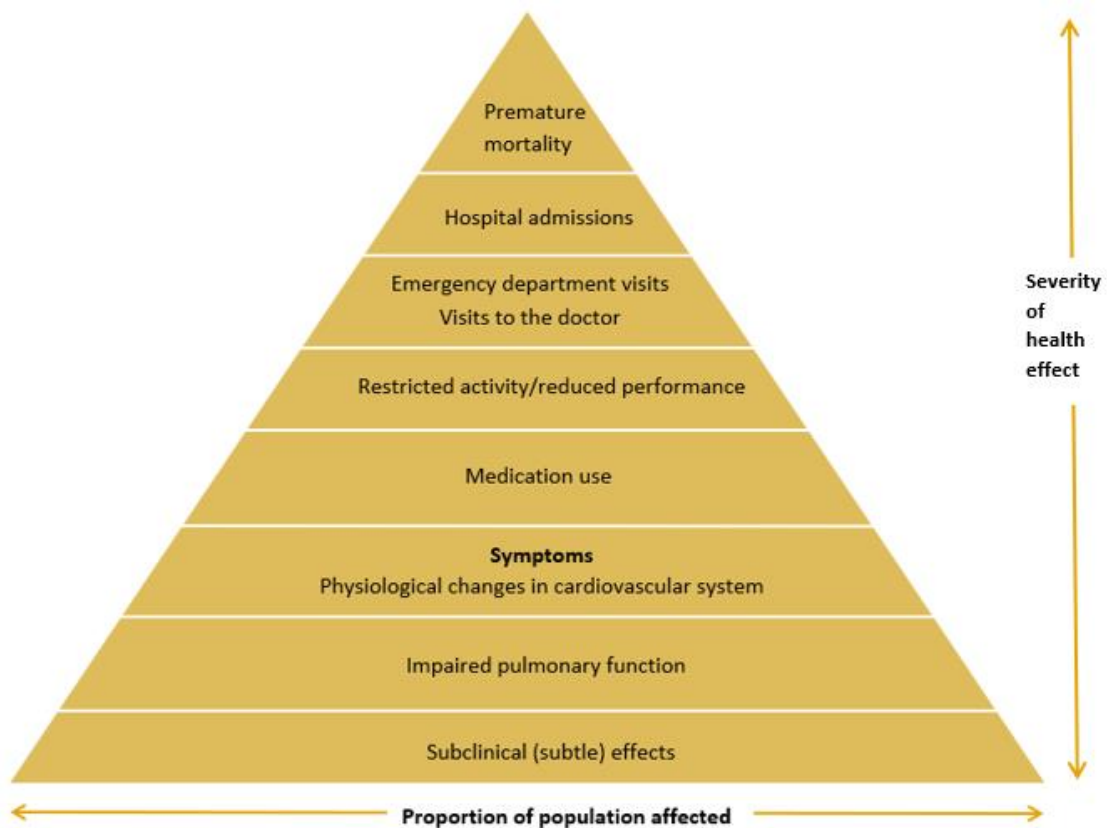 Premature
mortality
Hospital admissions
Emergency department visits
Visits to the doctor
Restricted activity/reduced performance
Medication use
Symptoms
Physiological changes in cardiovascular system
Impaired pulmonary function
Subclinical (subtle) effects
Severity
of
health
effect
Proportion of population affected